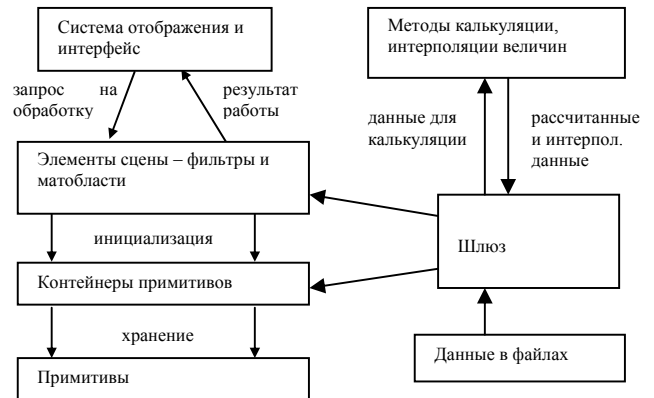 Система отображения и
интерфейс
Методы калькуляции,
интерполяции величин
запрос на
обработку
результат
работы
данные для
калькуляции
рассчитанные
и интерпол.
данные
Элементы сцены – фильтры и
матобласти
инициализация
Шлюз
Контейнеры примитивов
хранение
Данные в файлах
Примитивы